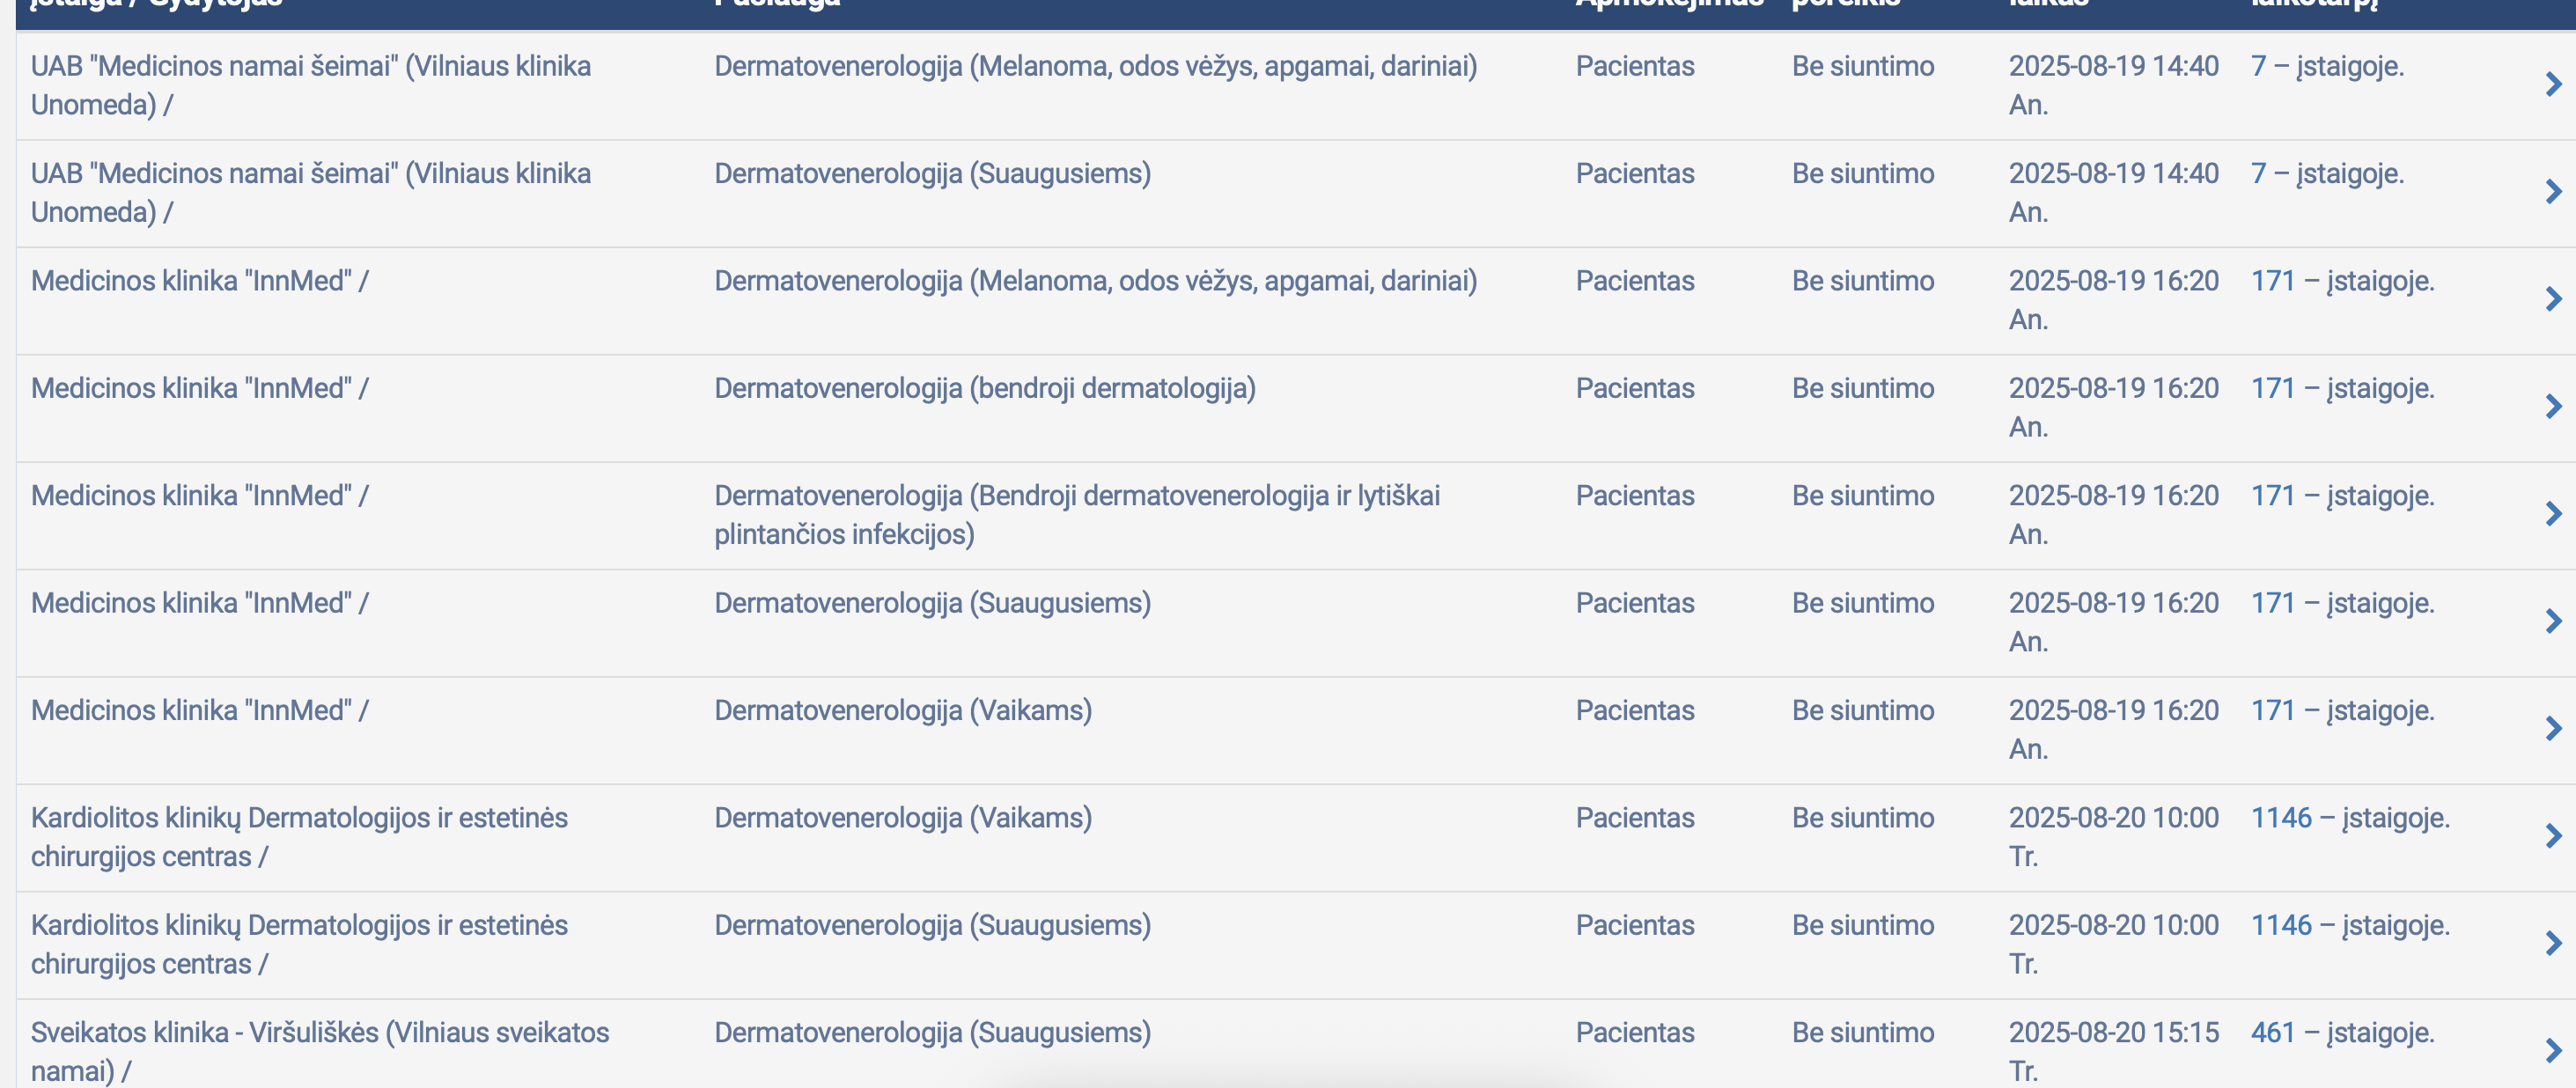 Įstaiga / Gydytojas Paslauga Apmokėjimas poreikis laikas laikotarpį
UAB "Medicinos namai šeimai" (Vilniaus klinika Dermatovenerologija (Melanoma, odos vėžys, apgamai, dariniai) Pacientas Be siuntimo 2025-08-19 14:40 7 – įstaigoje.
Unomeda) / An.
UAB "Medicinos namai šeimai" (Vilniaus klinika Dermatovenerologija (Suaugusiems) Pacientas Be siuntimo 2025-08-19 14:40 7 – įstaigoje.
Unomeda) / An.
Medicinos klinika "InnMed" / Dermatovenerologija (Melanoma, odos vėžys, apgamai, dariniai) Pacientas Be siuntimo 2025-08-19 16:20 171 – įstaigoje.
An.
Medicinos klinika "InnMed" / Dermatovenerologija (bendroji dermatologija) Pacientas Be siuntimo 2025-08-19 16:20 171 – įstaigoje.
An.
Medicinos klinika "InnMed" / Dermatovenerologija (Bendroji dermatovenerologija ir lytiškai Pacientas Be siuntimo 2025-08-19 16:20 171 – įstaigoje.
plintančios infekcijos) An.
Medicinos klinika "InnMed" / Dermatovenerologija (Suaugusiems) Pacientas Be siuntimo 2025-08-19 16:20 171 – įstaigoje.
An.
Medicinos klinika "InnMed" / Dermatovenerologija (Vaikams) Pacientas Be siuntimo 2025-08-19 16:20 171 – įstaigoje.
An.
Kardiolitos klinikų Dermatologijos ir estetinės Dermatovenerologija (Vaikams) Pacientas Be siuntimo 2025-08-20 10:00 1146 – įstaigoje.
chirurgijos centras / Tr.
Kardiolitos klinikų Dermatologijos ir estetinės Dermatovenerologija (Suaugusiems) Pacientas Be siuntimo 2025-08-20 10:00 1146 – įstaigoje.
chirurgijos centras / Tr.
Sveikatos klinika - Viršuliškės (Vilniaus sveikatos Dermatovenerologija (Suaugusiems) Pacientas Be siuntimo 2025-08-20 15:15 461 – įstaigoje.
namai) / Tr.